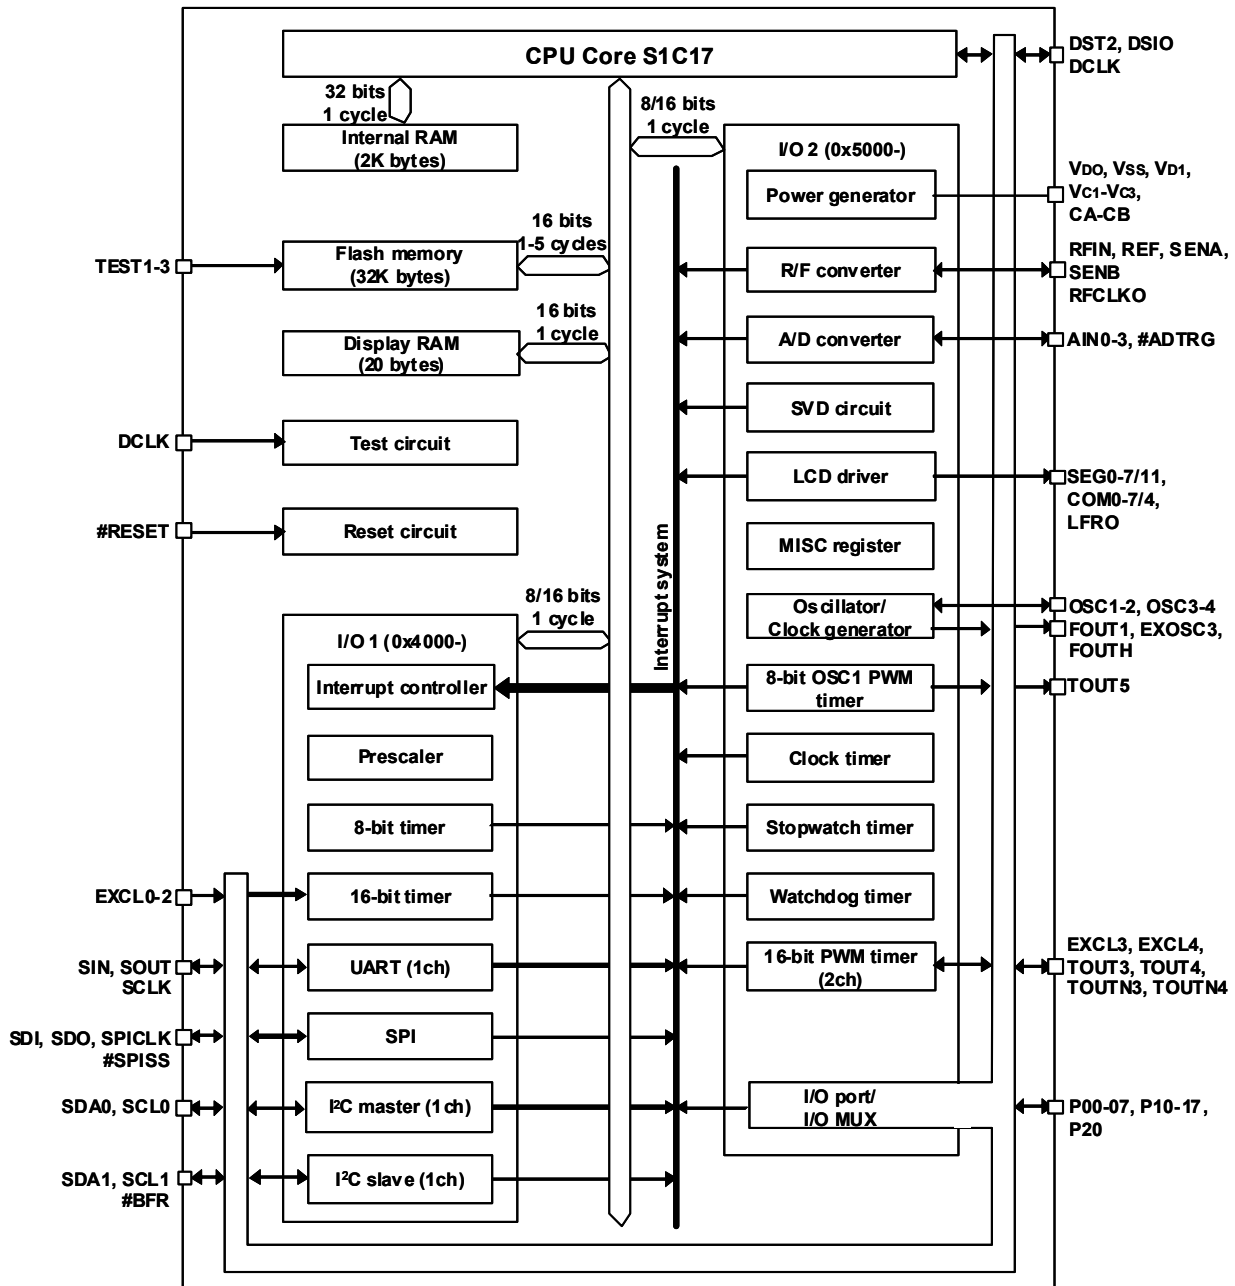 CPU Core S1C17
DST2, DSIO
DCLK
32 bits
1 cycle
8/16 bits
1 cycle
Internal RAM
(2K bytes)
I/O 2 (0x5000-)
Power generator
VDO, VSS, VD1,
VC1-VC3,
CA-CB
16 bits
1-5 cycles
TEST1-3
Flash memory
(32K bytes)
R/F converter
RFIN, REF, SENA,
SENB
RFCLKO
16 bits
1 cycle
Display RAM
(20 bytes)
A/D converter
AIN0-3, #ADTRG
SVD circuit
DCLK
Test circuit
LCD driver
SEG0-7/11,
COM0-7/4,
LFRO
#RESET
Reset circuit
MISC register
Interrupt system
8/16 bits
1 cycle
Oscillator/
Clock generator
OSC1-2, OSC3-4
FOUT1, EXOSC3,
FOUTH
I/O 1 (0x4000-)
Interrupt controller
8-bit OSC1 PWM
timer
TOUT5
Prescaler
Clock timer
8-bit timer
Stopwatch timer
EXCL0-2
16-bit timer
Watchdog timer
SIN, SOUT
SCLK
UART (1ch)
16-bit PWM timer
(2ch)
EXCL3, EXCL4,
TOUT3, TOUT4,
TOUTN3, TOUTN4
SDI, SDO, SPICLK
#SPISS
SPI
SDA0, SCL0
I²C master (1ch)
I/O port/
I/O MUX
P00-07, P10-17,
P20
SDA1, SCL1
#BFR
I²C slave (1ch)